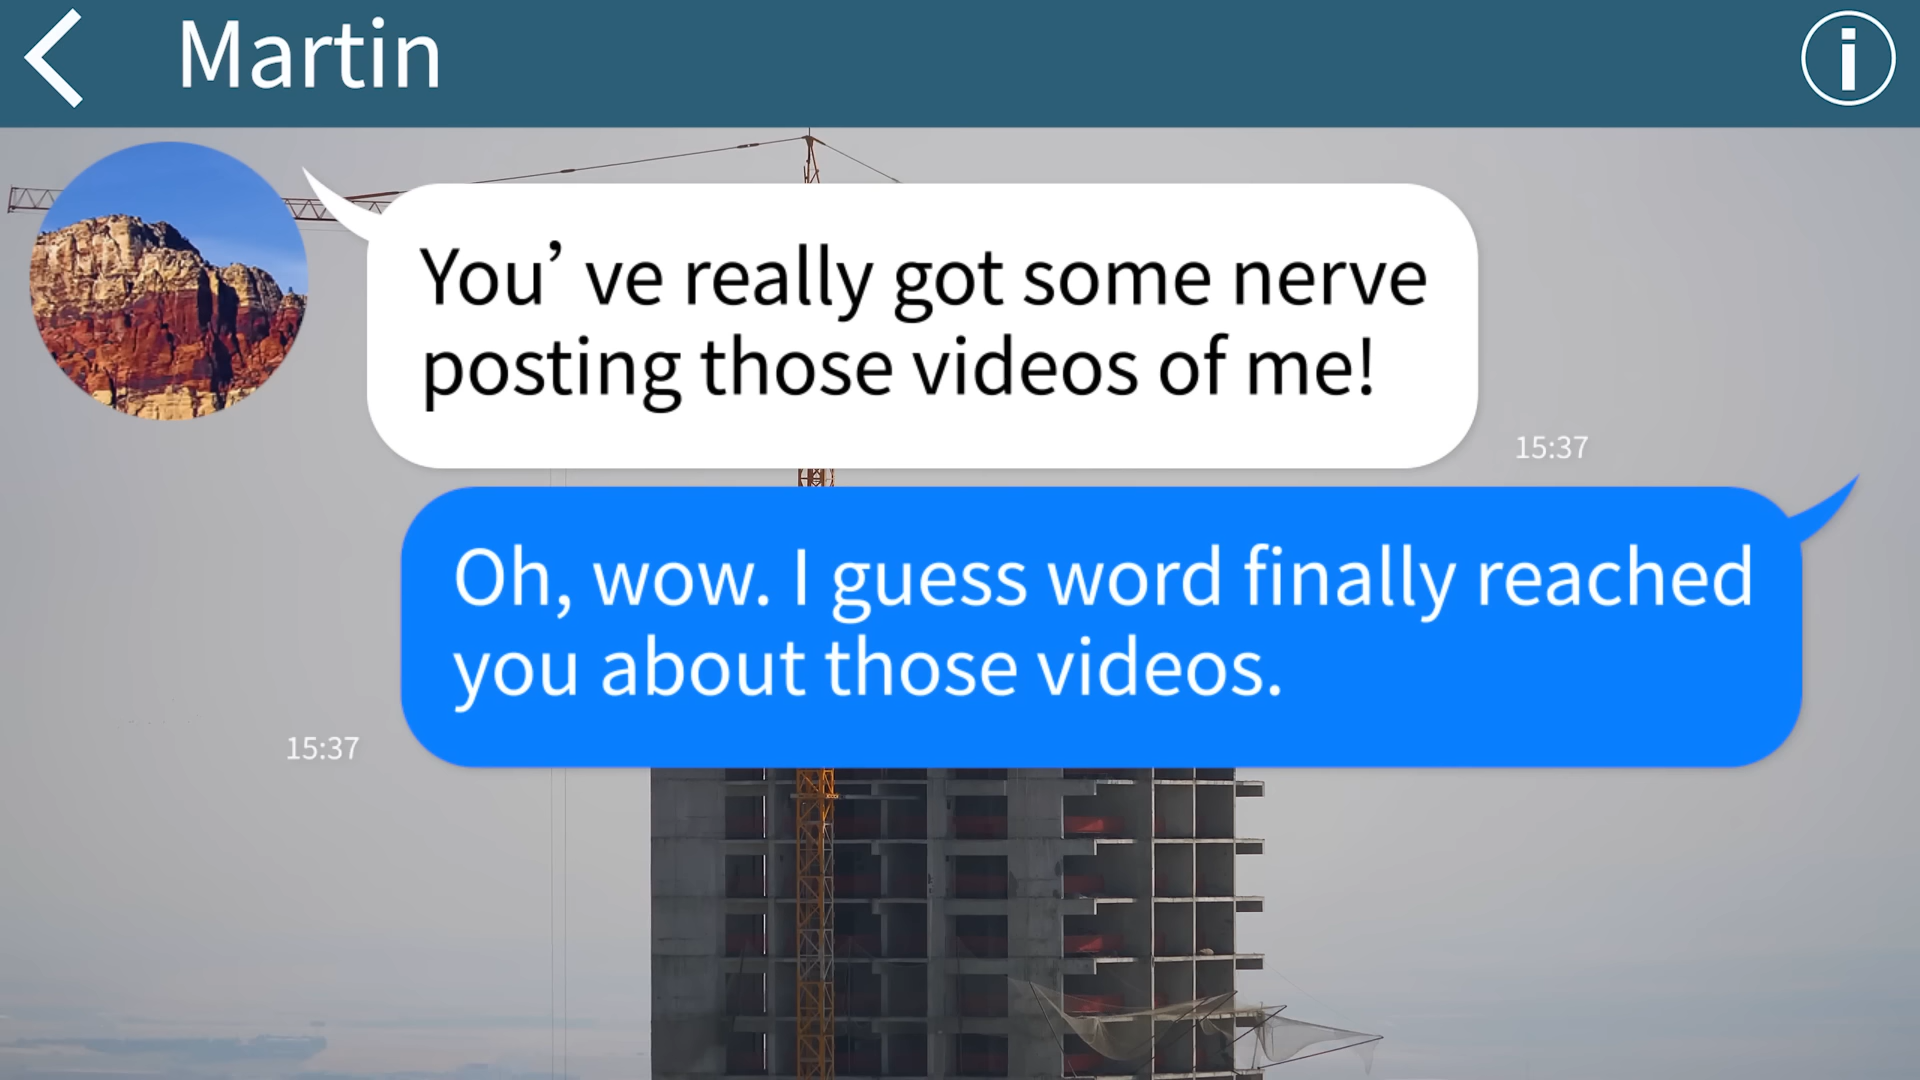 Martin
You’ ve really got some nerve
posting those videos of me!
15:37
Oh, wow. I guess word finally reached
you about those videos.
15:37